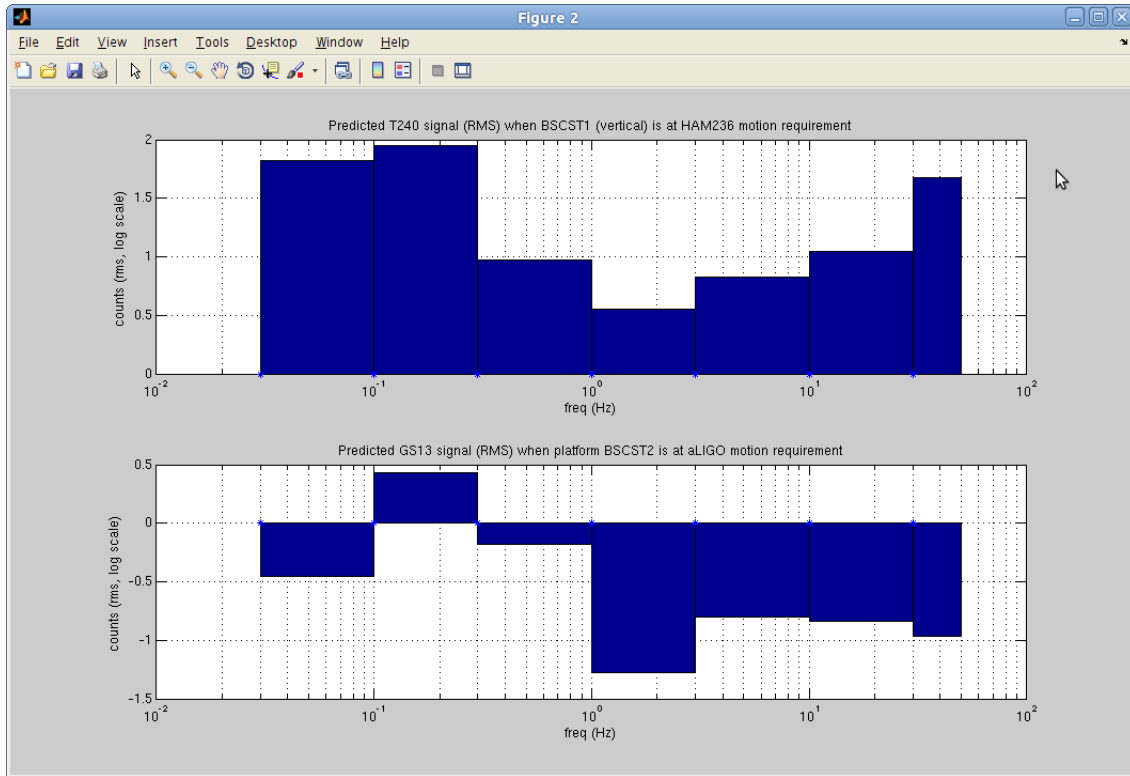 Figure 2
File Edit View Insert Tools Desktop Window Help
Predicted T240 signal (RMS) when BSCST1 (vertical) is at HAM236 motion requirement
2
1.5
1
0.5
0
counts (rms, log scale)
10^-2 10^-1 10^0 10^1 10^2
freq (Hz)
Predicted GS13 signal (RMS) when platform BSCST2 is at aLIGO motion requirement
0.5
0
-0.5
-1
-1.5
counts (rms, log scale)
10^-2 10^-1 10^0 10^1 10^2
freq (Hz)